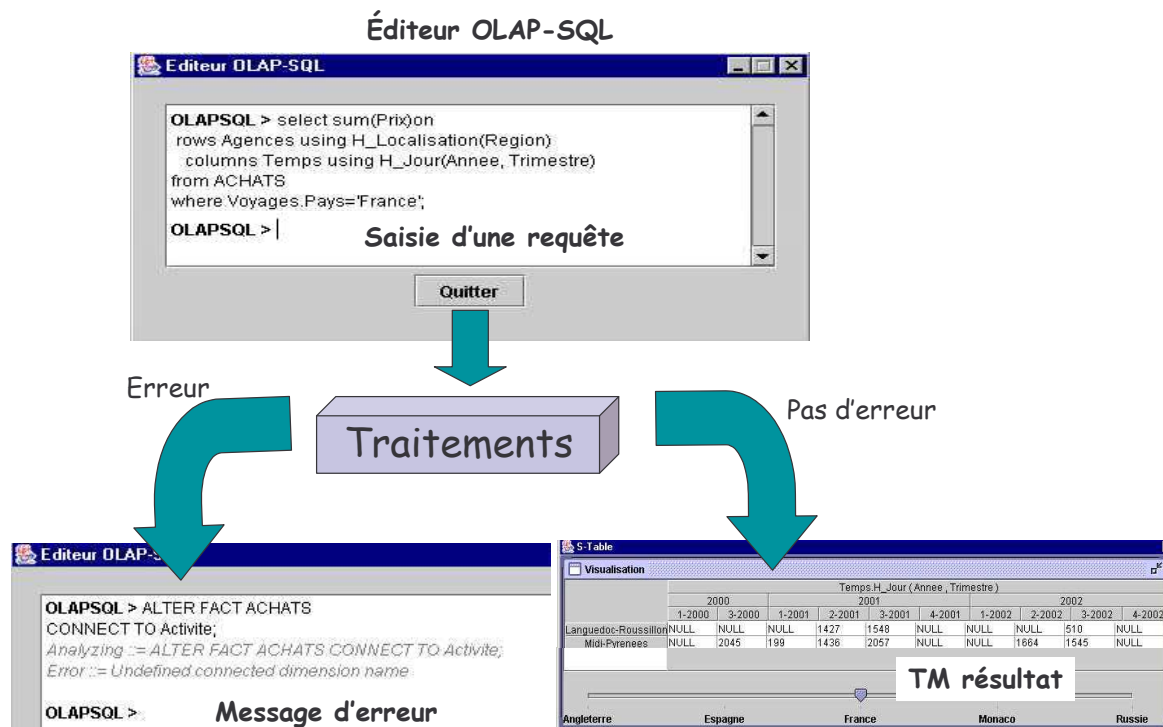 Éditeur OLAP-SQL
Editeur OLAP-SQL
OLAPSQL > select sum(Prix)on
rows Agences using H_Localisation(Region)
columns Temps using H_Jour(Annee, Trimestre)
from ACHATS
where Voyages.Pays='France';
OLAPSQL >
Saisie d'une requête
Quitter
Erreur
Pas d'erreur
Traitements
Editeur OLAP-S
OLAPSQL > ALTER FACT ACHATS
CONNECT TO Activite;
Analyzing ::= ALTER FACT ACHATS CONNECT TO Activite;
Error ::= Undefined connected dimension name
OLAPSQL >
Message d'erreur
S-Table
Visualisation
Temps.H_Jour ( Annee , Trimestre )
2000 2001 2002
1-2000 3-2000 1-2001 2-2001 3-2001 4-2001 1-2002 2-2002 3-2002 4-2002
Languedoc-Roussillon NULL NULL NULL 1427 1548 NULL NULL NULL 510 NULL
Midi-Pyrenees NULL 2045 199 1436 2057 NULL NULL 1664 1545 NULL
TM résultat
Angleterre Espagne France Monaco Russie